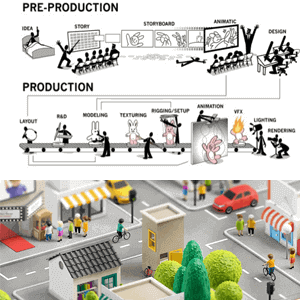 PRE-PRODUCTION
IDEA
STORY
STORYBOARD
ANIMATIC
DESIGN
PRODUCTION
LAYOUT
R&D
MODELING
TEXTURING
RIGGING/SETUP
ANIMATION
VFX
LIGHTING
RENDERING